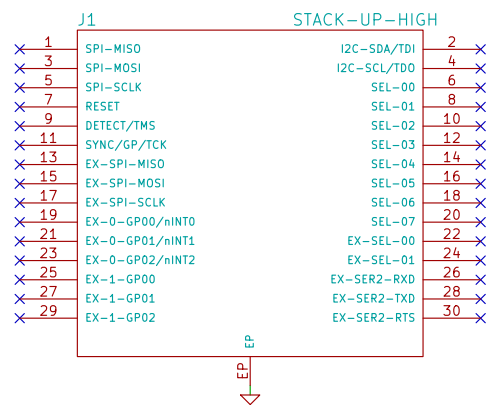 J1 STACK-UP-HIGH
1 SPI-MISO I2C-SDA/TDI 2
3 SPI-MOSI I2C-SCL/TDO 4
5 SPI-SCLK SEL-00 6
7 RESET SEL-01 8
9 DETECT/TMS SEL-02 10
11 SYNC/GP/TCK SEL-03 12
13 EX-SPI-MISO SEL-04 14
15 EX-SPI-MOSI SEL-05 16
17 EX-SPI-SCLK SEL-06 18
19 EX-0-GP00/nINT0 SEL-07 20
21 EX-0-GP01/nINT1 EX-SEL-00 22
23 EX-0-GP02/nINT2 EX-SEL-01 24
25 EX-1-GP00 EX-SER2-RXD 26
27 EX-1-GP01 EX-SER2-TXD 28
29 EX-1-GP02 EX-SER2-RTS 30
EP
EP